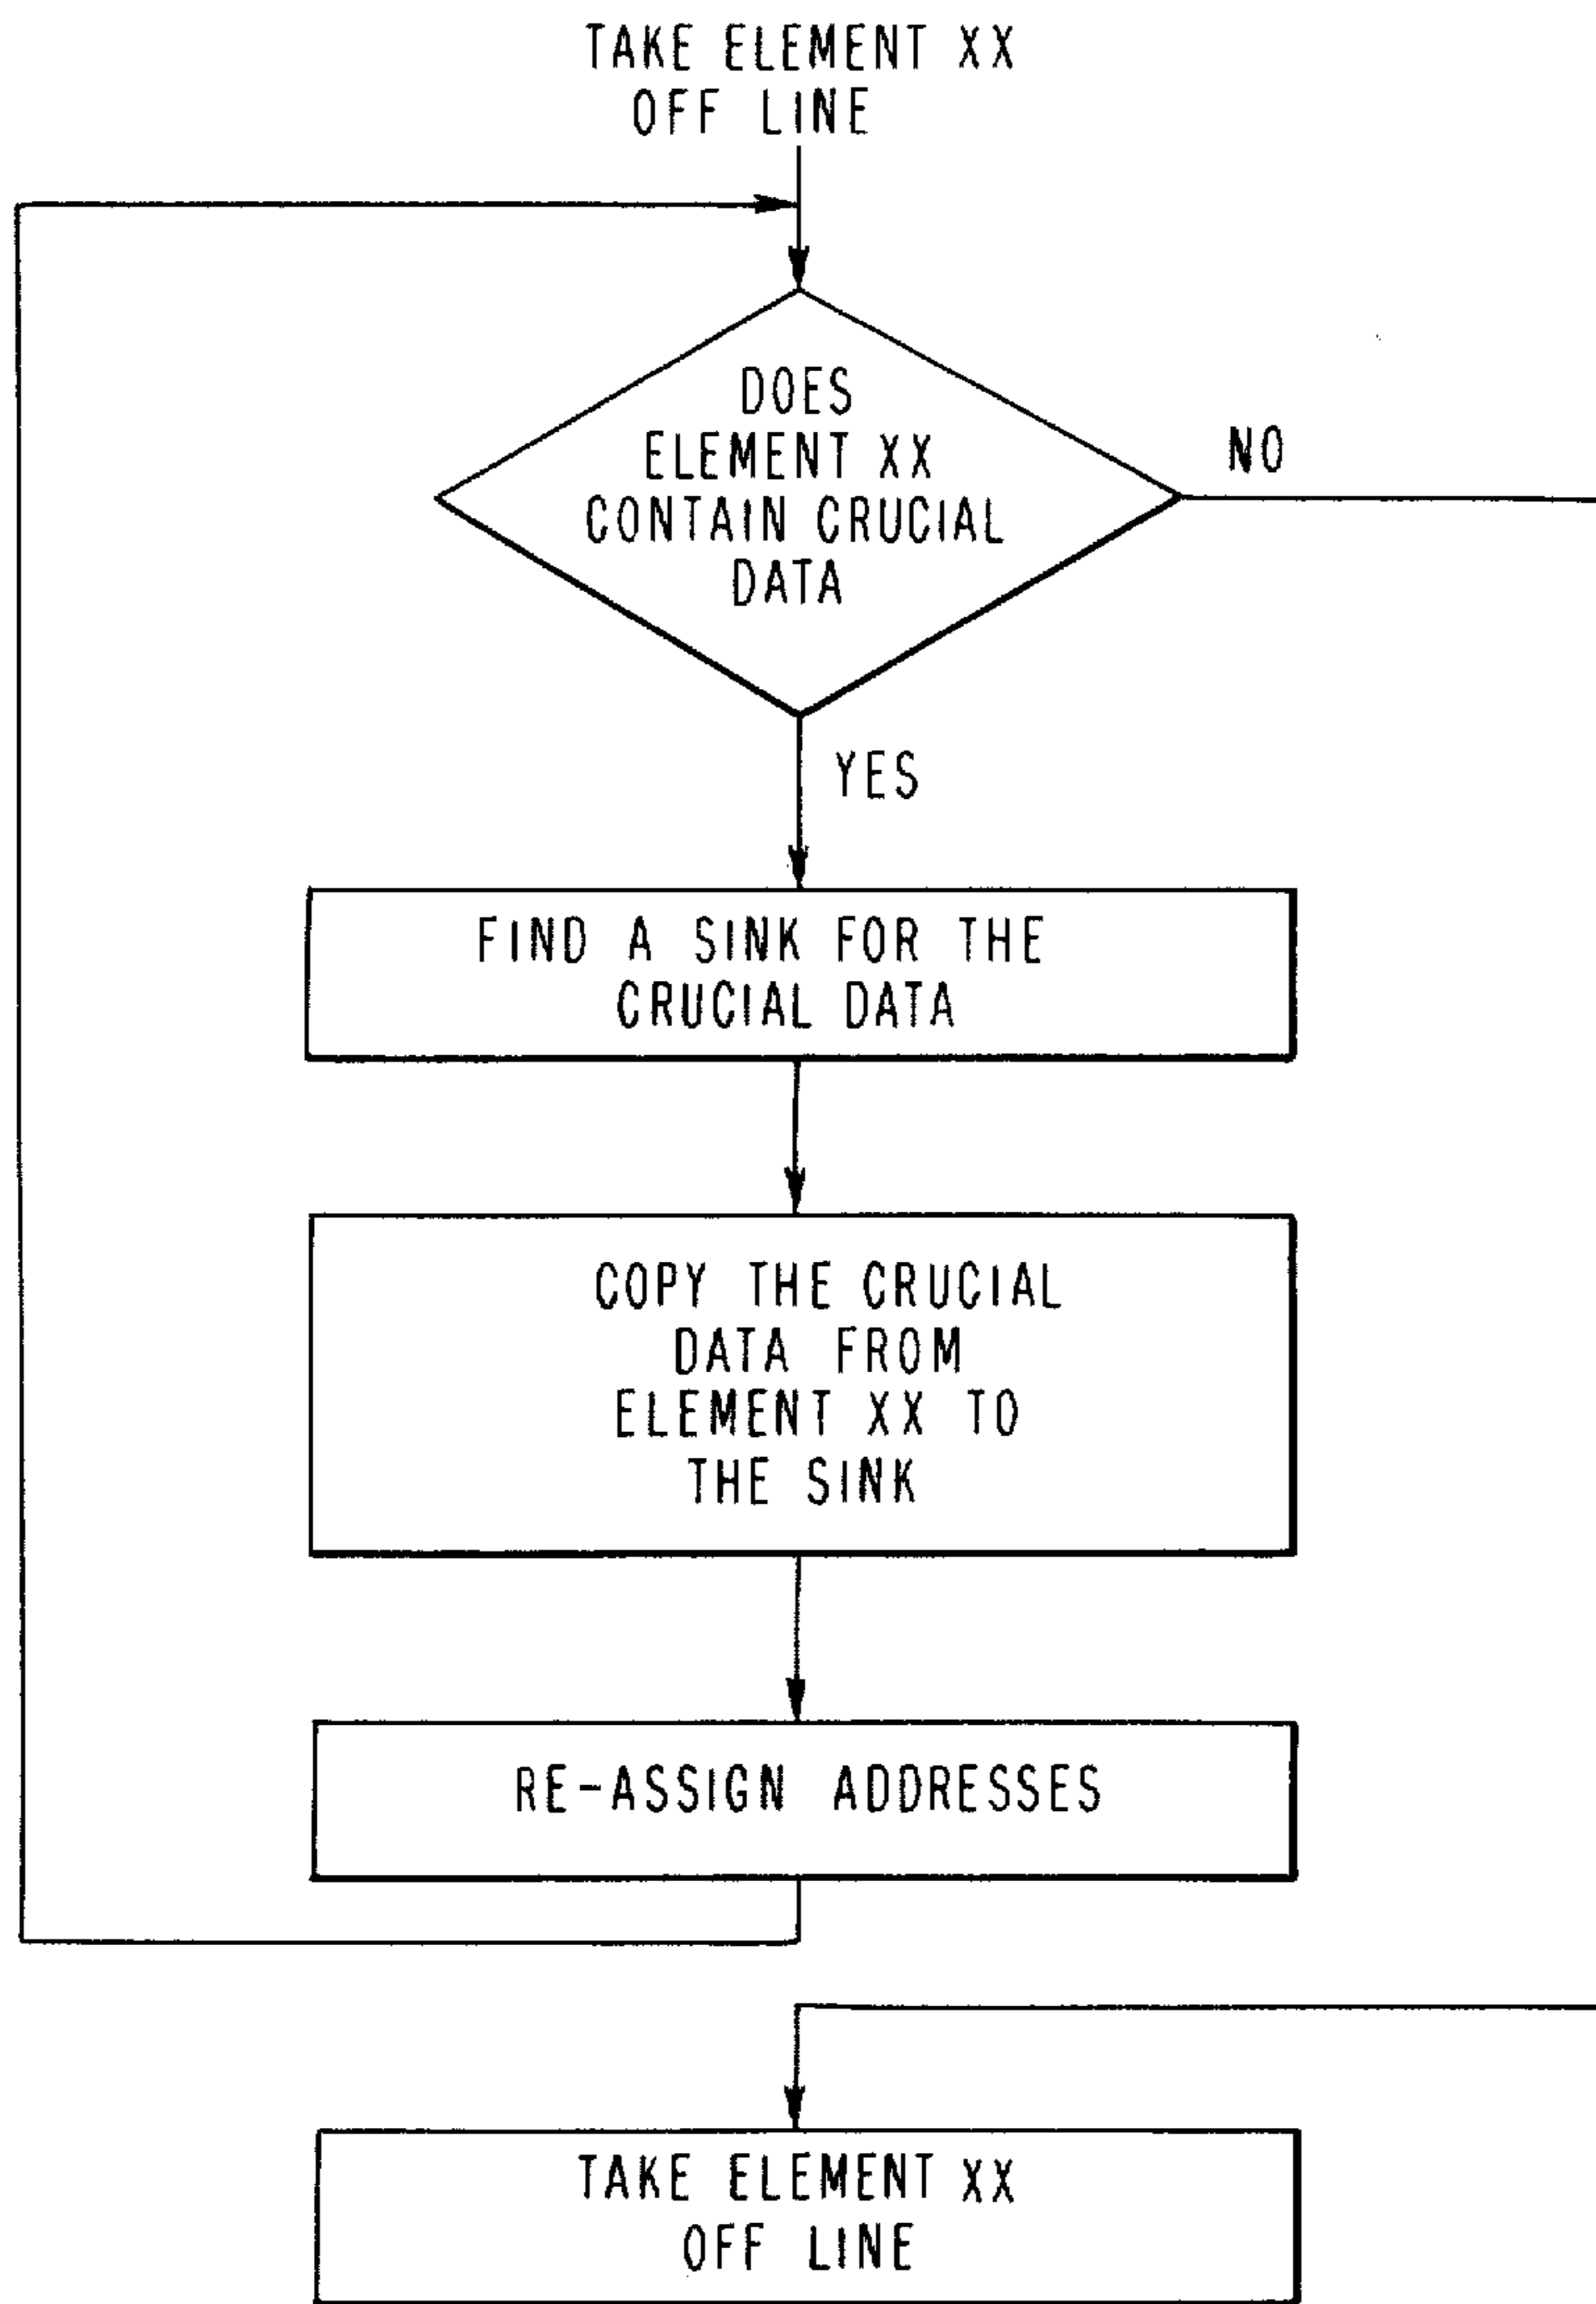 TAKE ELEMENT XX
OFF LINE
DOES
ELEMENT XX
CONTAIN CRUCIAL
DATA
NO
YES
FIND A SINK FOR THE
CRUCIAL DATA
COPY THE CRUCIAL
DATA FROM
ELEMENT XX TO
THE SINK
RE-ASSIGN ADDRESSES
TAKE ELEMENT XX
OFF LINE